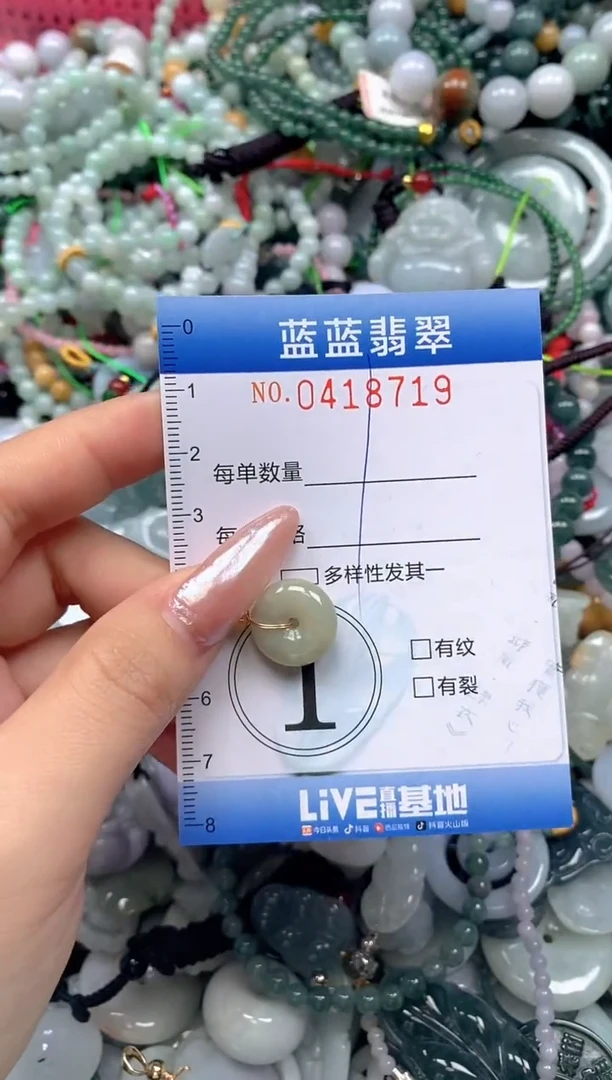 0
蓝蓝翡翠
1
NO.0418719
2
每单数量
3
每 格
□多样性发其一
1
□有纹
□有裂
6
7
LiVE直播基地
今日头条 抖音 西瓜视频 抖音火山版
8